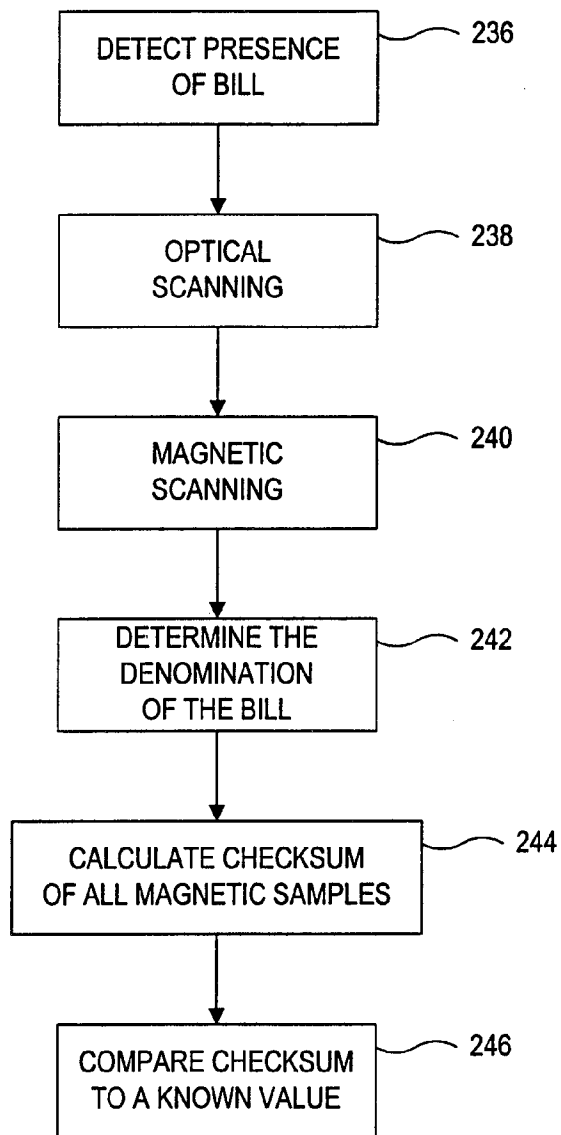 DETECT PRESENCE
OF BILL
236
OPTICAL
SCANNING
238
MAGNETIC
SCANNING
240
DETERMINE THE
DENOMINATION
OF THE BILL
242
CALCULATE CHECKSUM
OF ALL MAGNETIC SAMPLES
244
COMPARE CHECKSUM
TO A KNOWN VALUE
246